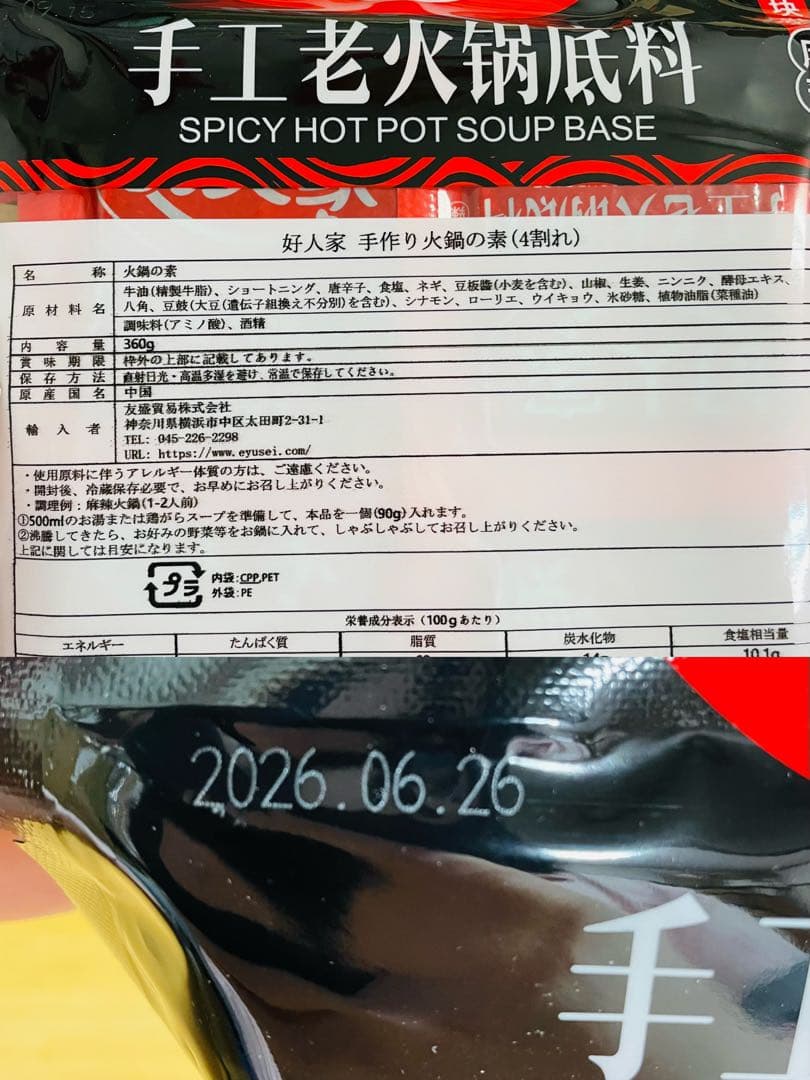 手工老火锅底料
SPICY HOT POT SOUP BASE
好人家 手作り火鍋の素(4割れ)
名称 火鍋の素
原材料名 牛油(精製牛脂)、ショートニング、唐辛子、食塩、ネギ、豆板醬(小麦を含む)、山椒、生姜、ニンニク、酵母エキス、
八角、豆鼓(大豆(遺伝子組換え不分別)を含む)、シナモン、ローリエ、ウイキョウ、氷砂糖、植物油脂(菜種油)
調味料(アミノ酸)、酒精
内容量 360g
賞味期限 枠外の上部に記載してあります。
保存方法 直射日光・高温多湿を避け、常温で保存してください。
原産国名 中国
輸入者 友盛貿易株式会社
神奈川県横浜市中区太田町2-31-1
TEL: 045-226-2298
URL: https://www.eyusei.com/
・使用原料に伴うアレルギー体質の方は、ご遠慮ください。
・開封後、冷蔵保存必要で、お早めにお召し上がりください。
・調理例：麻辣火鍋(1-2人前)
①500mlのお湯または鶏がらスープを準備して、本品を一個(90g)入れます。
②沸騰してきたら、お好みの野菜等をお鍋に入れて、しゃぶしゃぶしてお召し上がりください。
上記に関しては目安になります。
プラ
内袋:CPP,PET
外袋:PE
栄養成分表示(100gあたり)
エネルギー たんぱく質 脂質 炭水化物 食塩相当量
10.1g
2026.06.26
手